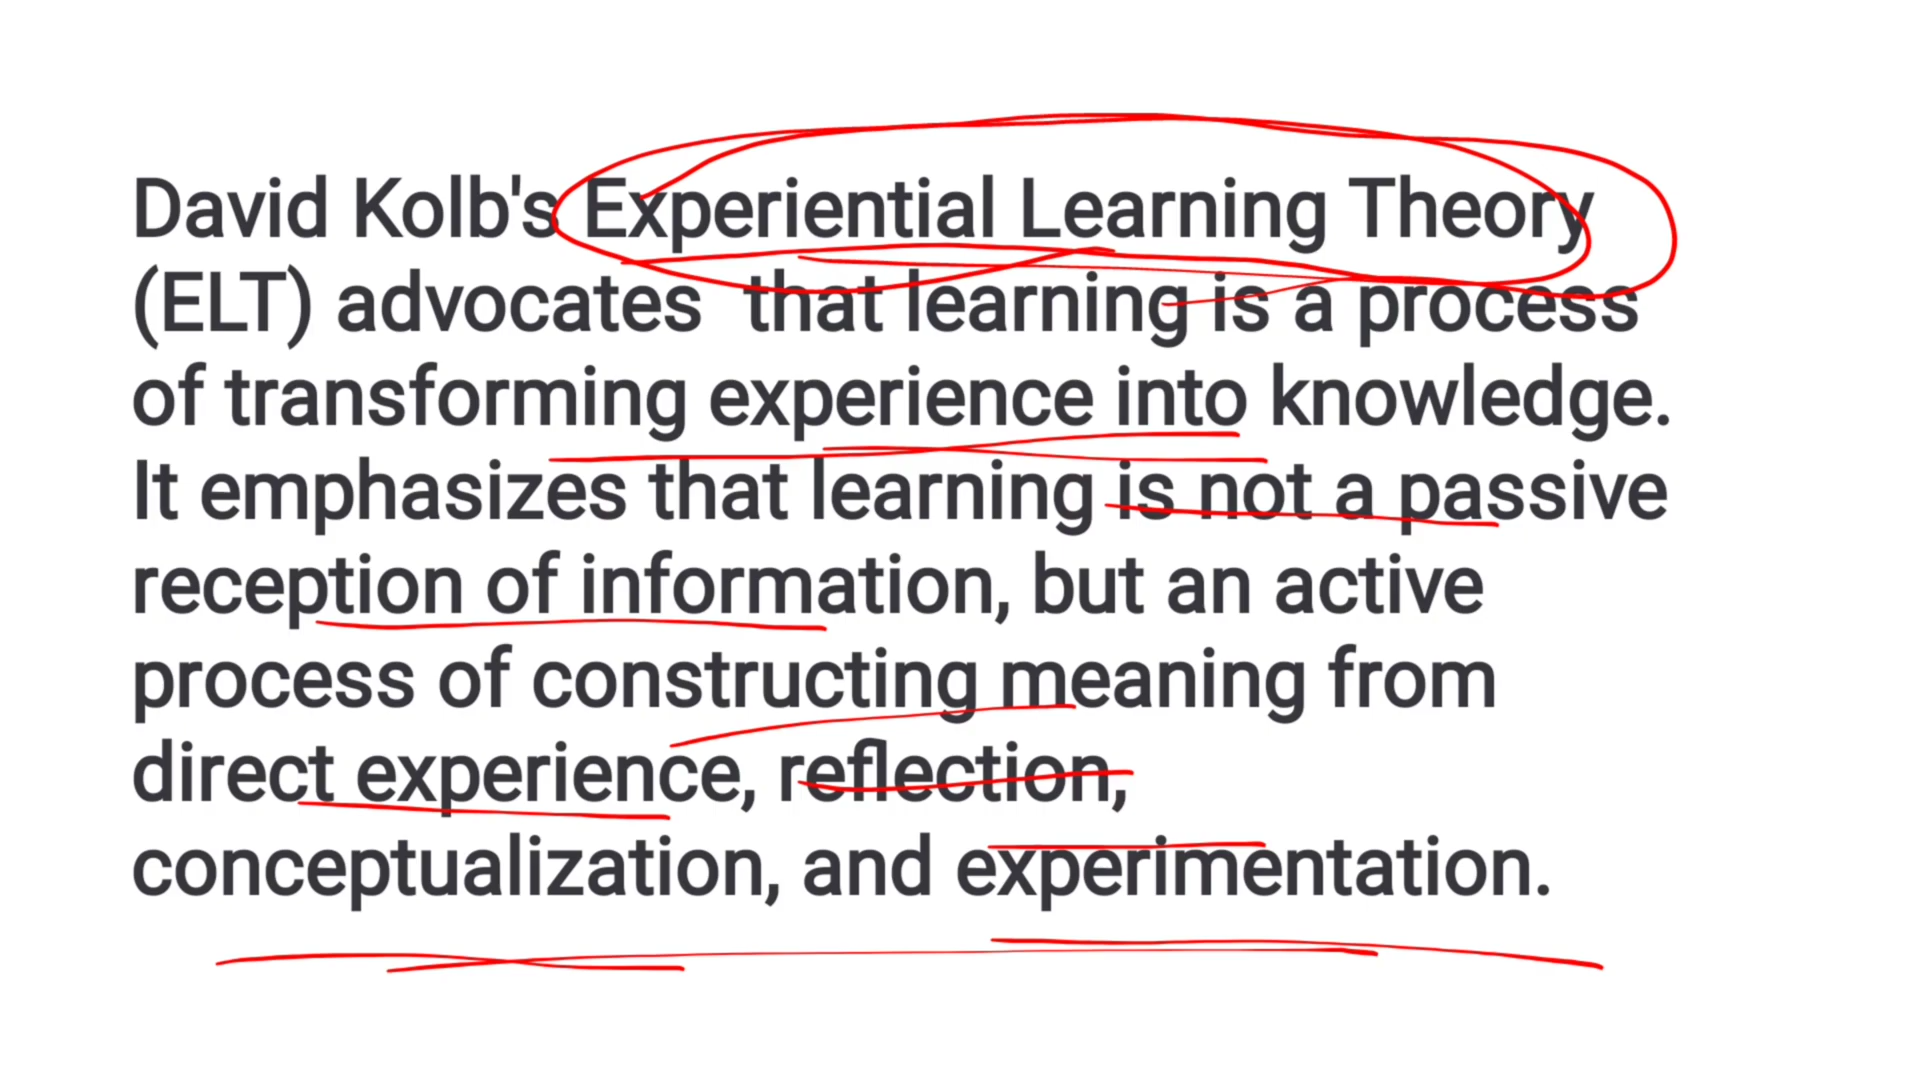 David Kolb's Experiential Learning Theory
(ELT) advocates  that learning is a process
of transforming experience into knowledge.
It emphasizes that learning is not a passive
reception of information, but an active
process of constructing meaning from
direct experience, reflection,
conceptualization, and experimentation.